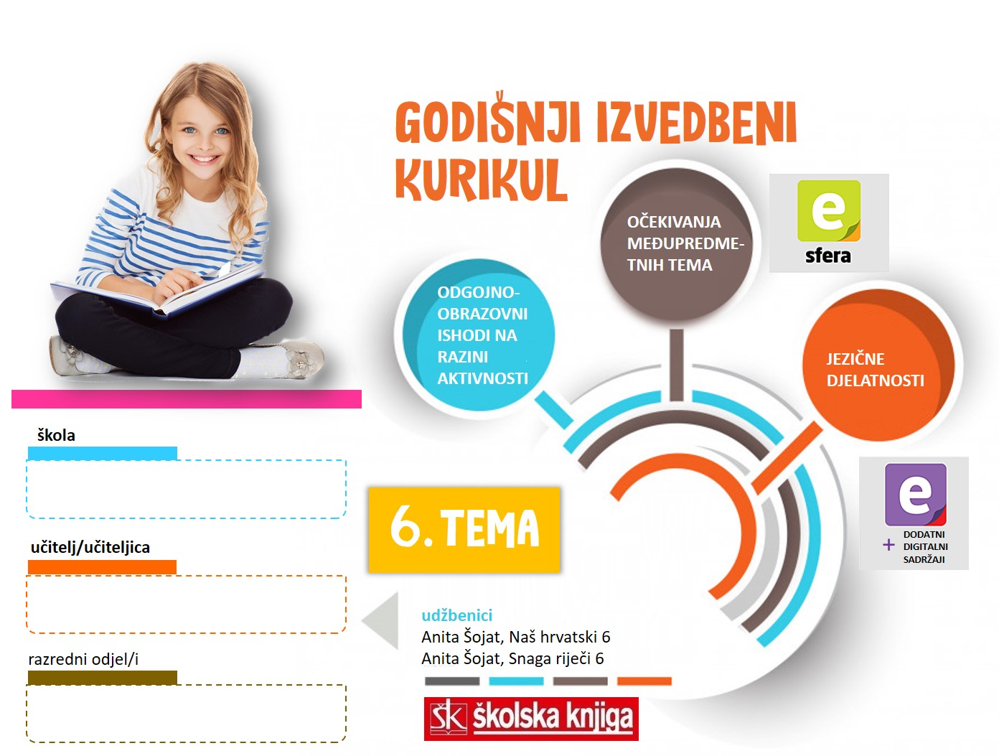 GODIŠNJI IZVEDBENI
KURIKUL
OČEKIVANJA
MEĐUPREDME-
TNIH TEMA
e
sfera
ODGOJNO-
OBRAZOVNI
ISHODI NA
RAZINI
AKTIVNOSTI
JEZIČNE
DJELATNOSTI
škola
e
+ DODATNI
DIGITALNI
SADRŽAJI
6. TEMA
učitelj/učiteljica
udžbenici
Anita Šojat, Naš hrvatski 6
Anita Šojat, Snaga riječi 6
razredni odjel/i
ŠK školska knjiga